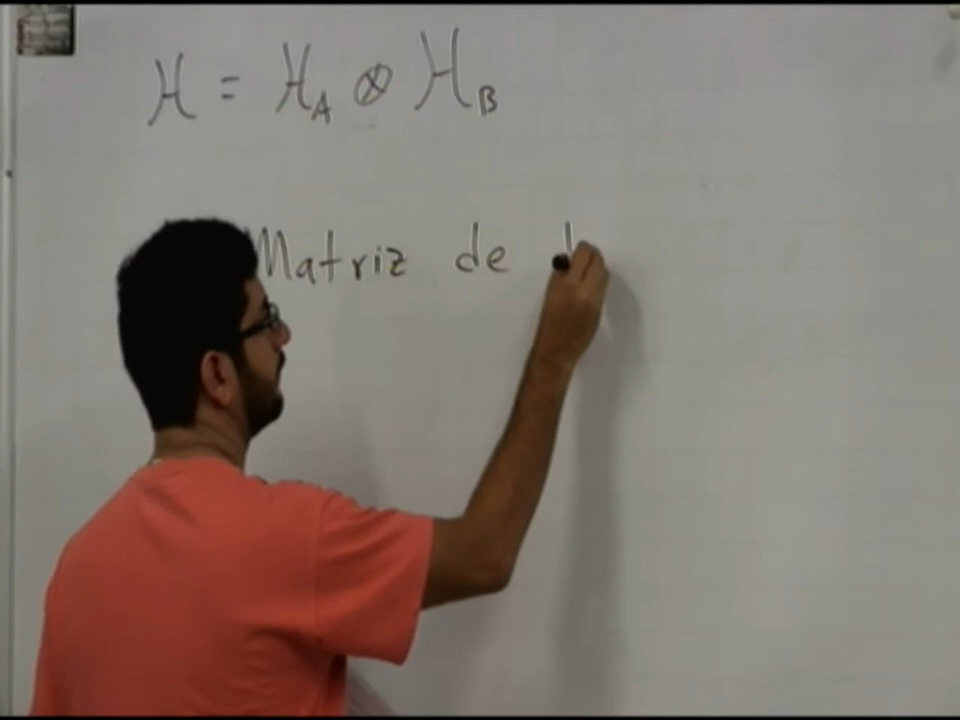 ℋ = ℋ_A ⊗ ℋ_B
Matriz de